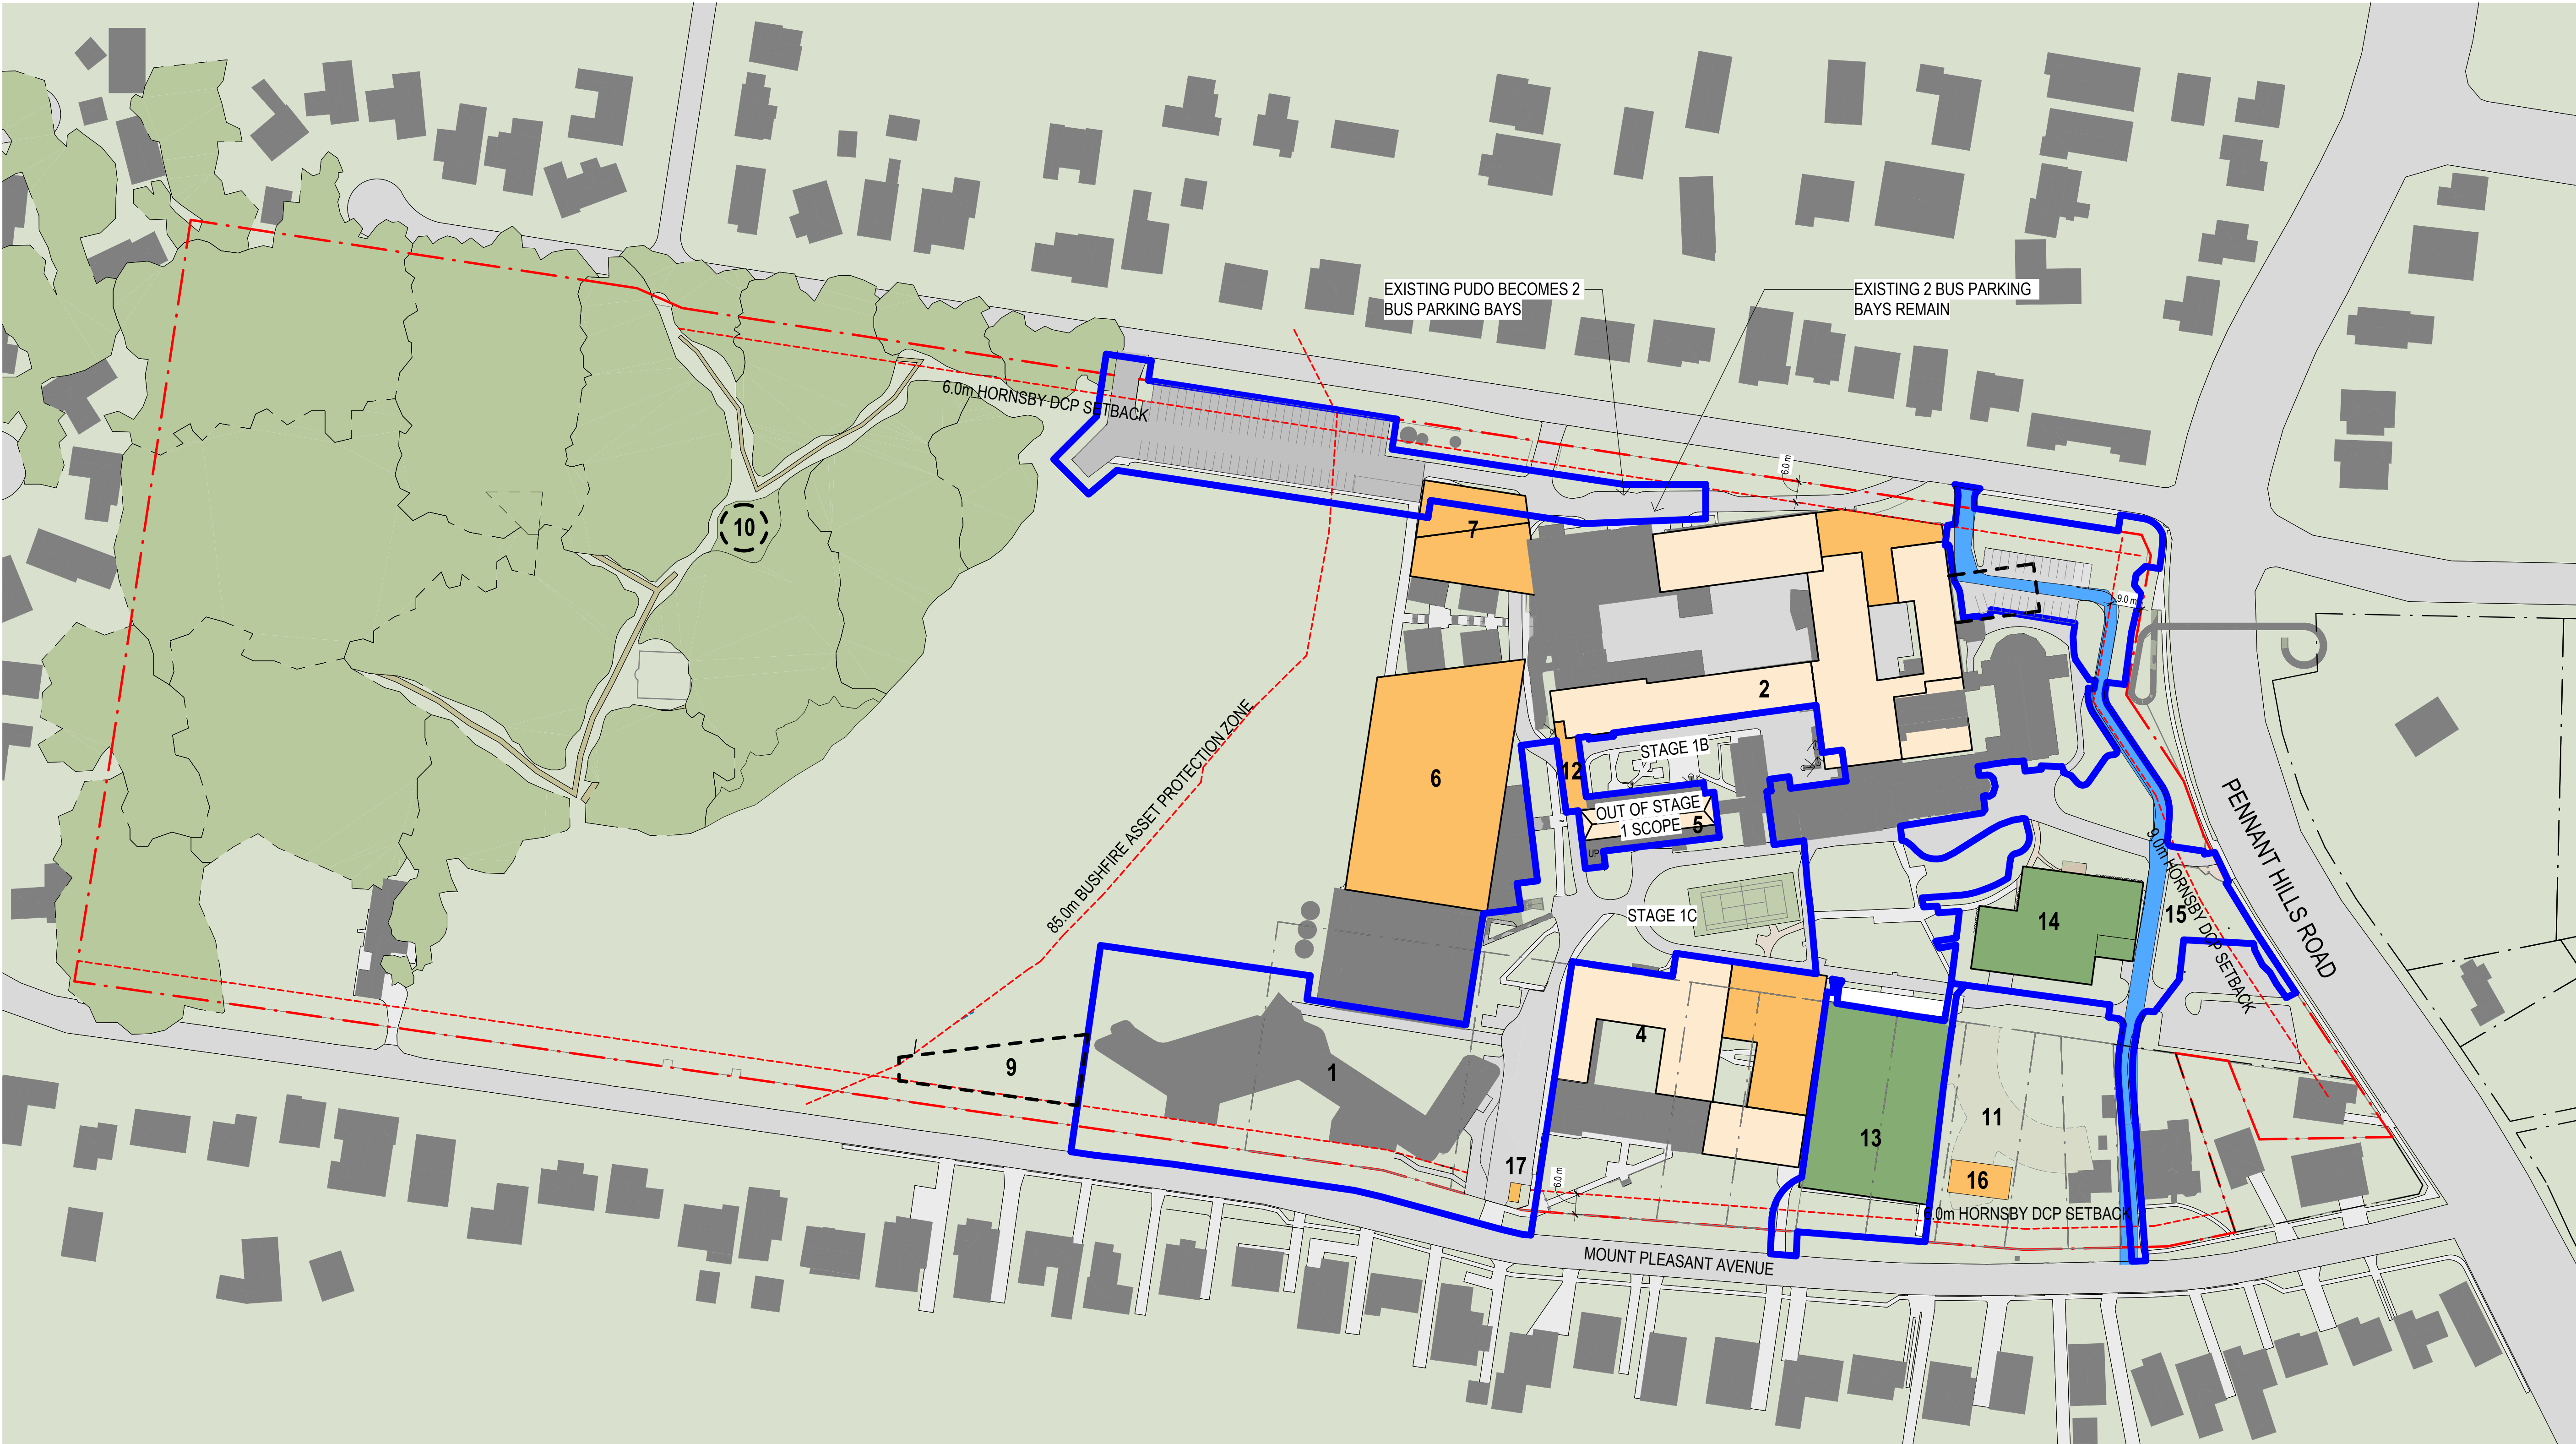 EXISTING PUDO BECOMES 2
BUS PARKING BAYS
EXISTING 2 BUS PARKING
BAYS REMAIN
6.0m HORNSBY DCP SETBACK
6.0 m
10
7
9.0 m
2
85.0m BUSHFIRE ASSET PROTECTION ZONE
STAGE 1B
12
6
OUT OF STAGE
1 SCOPE
5
UP
PENNANT HILLS ROAD
9.0m HORNSBY DCP SETBACK
STAGE 1C
14
15
4
9
1
11
13
17
6.0 m
16
6.0m HORNSBY DCP SETBACK
MOUNT PLEASANT AVENUE